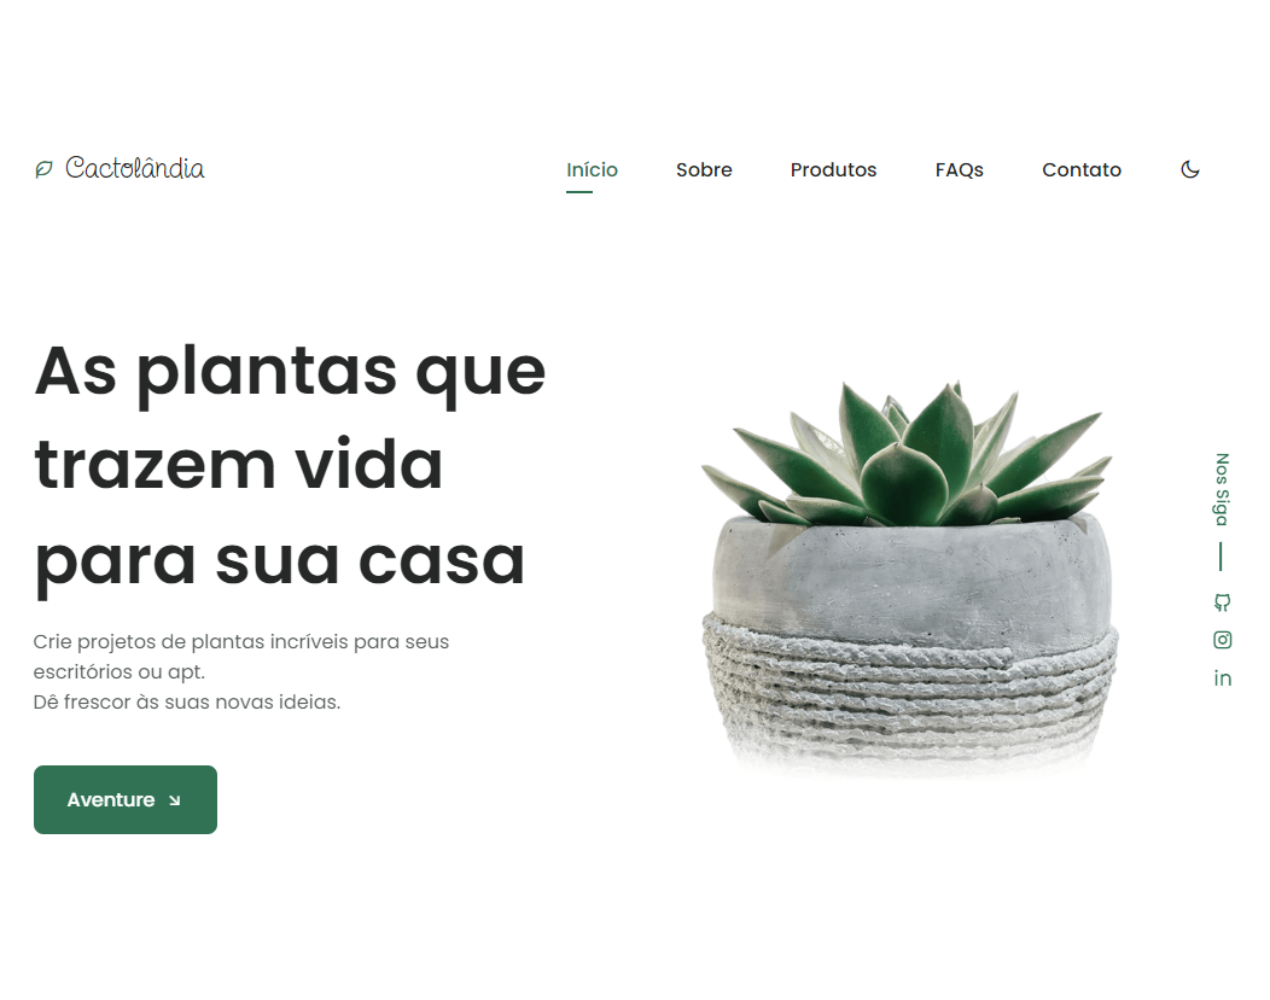 Cactolândia
Início
Sobre
Produtos
FAQs
Contato
As plantas que
trazem vida
para sua casa
Crie projetos de plantas incríveis para seus
escritórios ou apt.
Dê frescor às suas novas ideias.
Aventure
Nos Siga